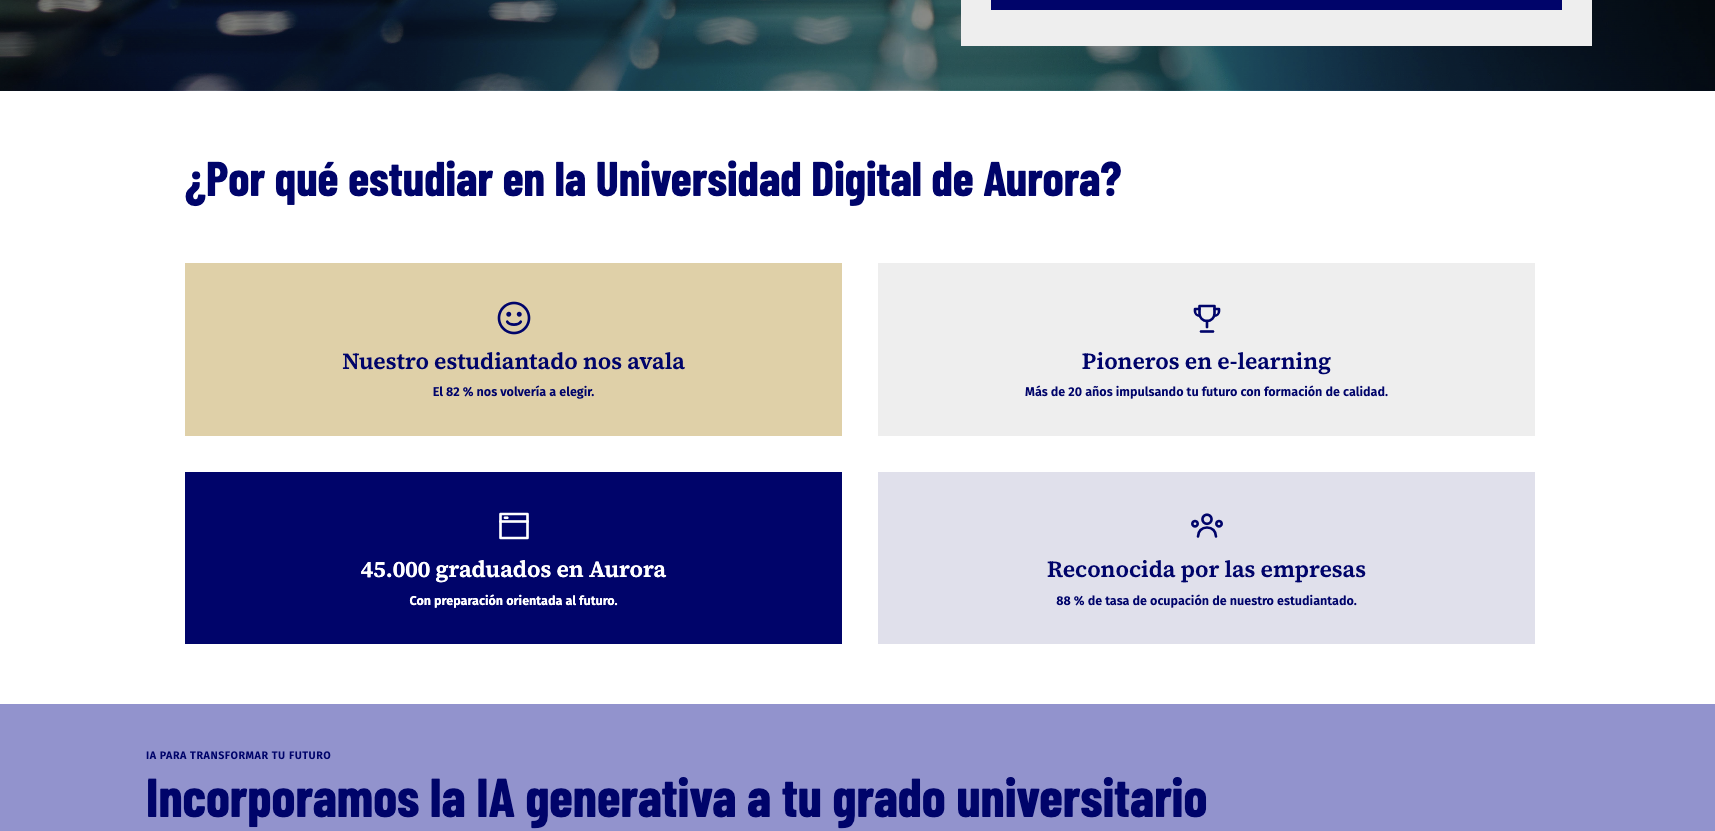 ¿Por qué estudiar en la Universidad Digital de Aurora?
Nuestro estudiantado nos avala
El 82 % nos volvería a elegir.
Pioneros en e-learning
Más de 20 años impulsando tu futuro con formación de calidad.
45.000 graduados en Aurora
Con preparación orientada al futuro.
Reconocida por las empresas
88 % de tasa de ocupación de nuestro estudiantado.
IA PARA TRANSFORMAR TU FUTURO
Incorporamos la IA generativa a tu grado universitario